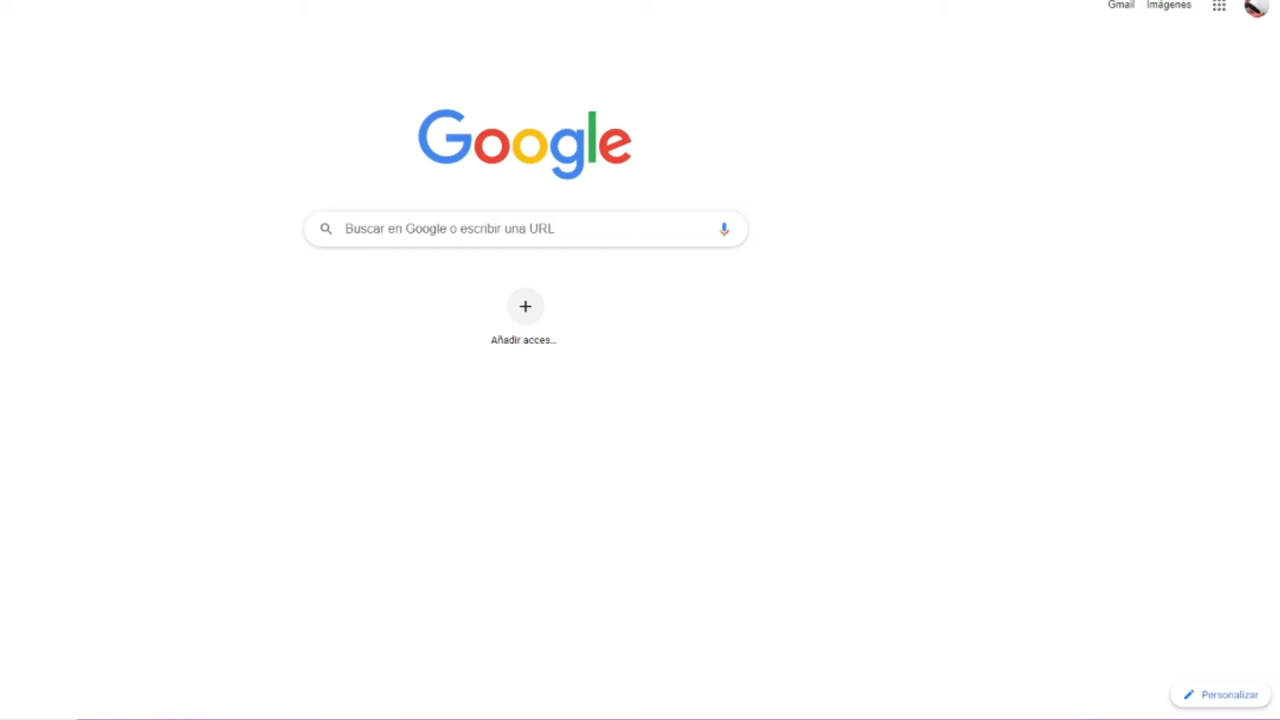 Gmail Imágenes
Google
Buscar en Google o escribir una URL
Añadir acces...
Personalizar